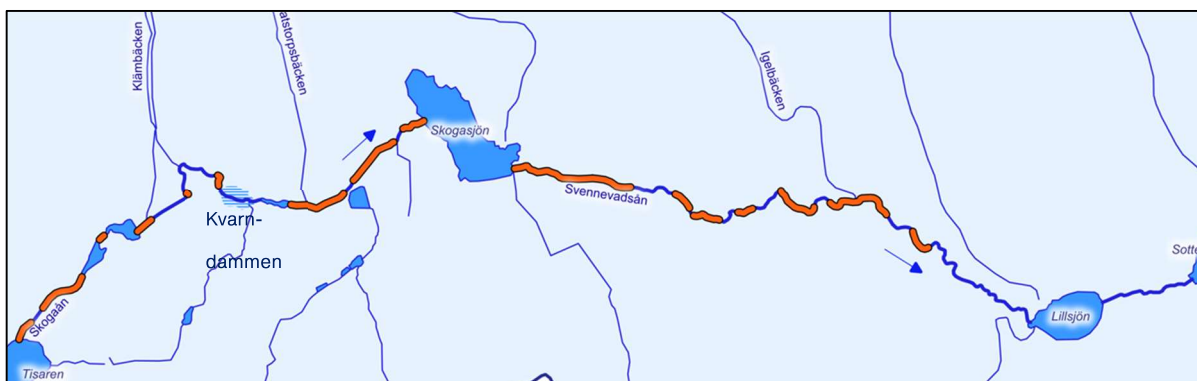 Klämbäcken
atstorpsbäcken
Igelbäcken
Skogasjön
Svennevadsån
Kvarn-
dammen
Skogaån
Sotte
Lillsjön
Tisaren